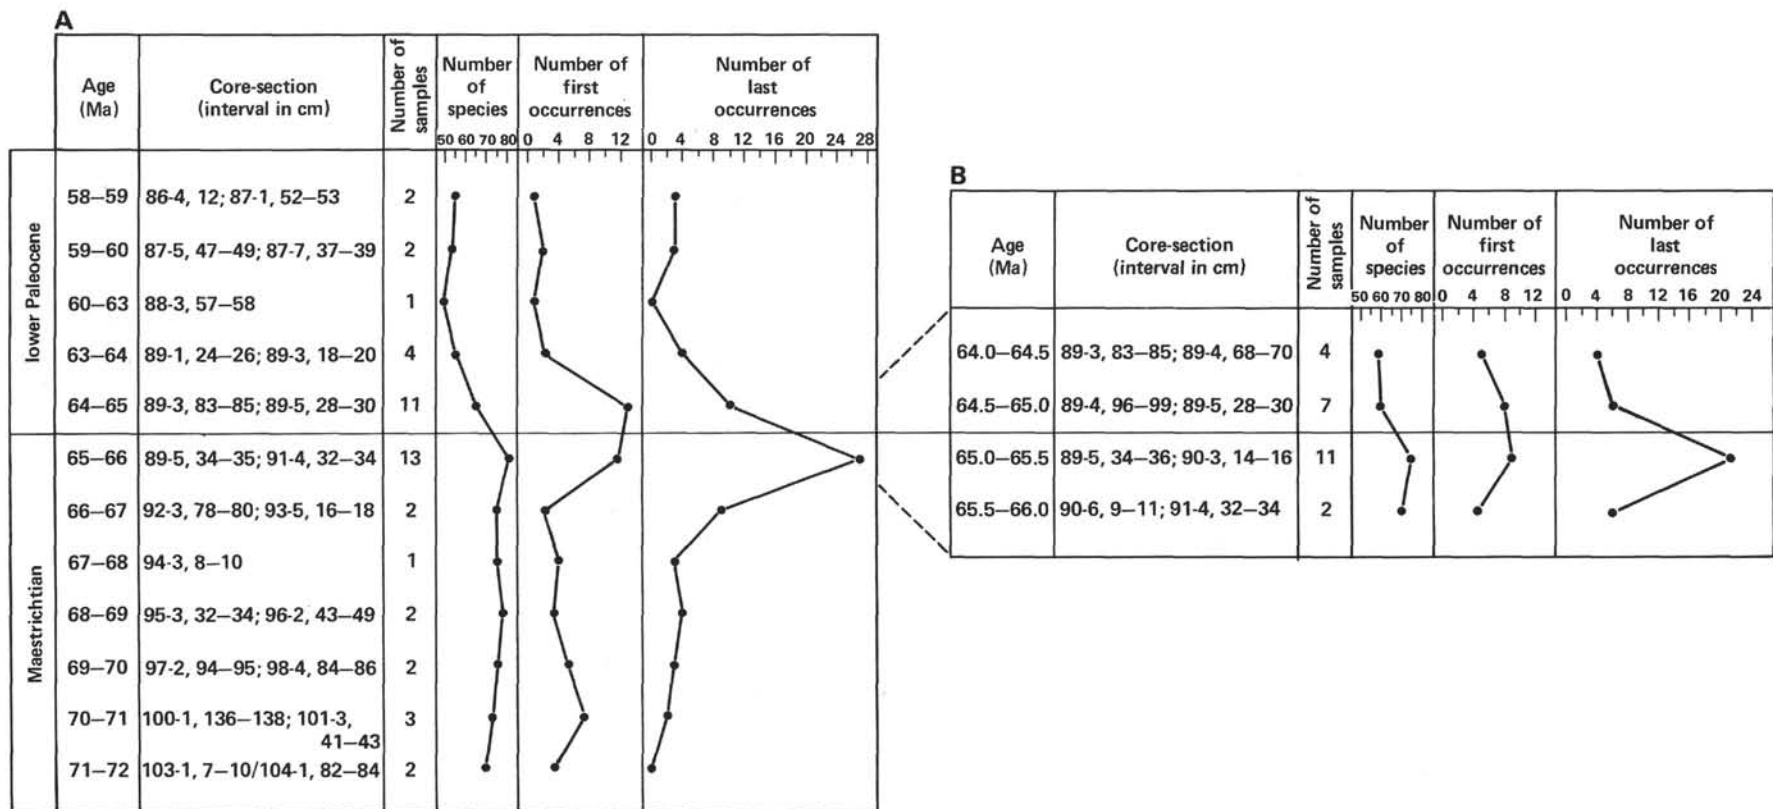 A
Age
(Ma)
Core-section
(interval in cm)
Number of
samples
Number
of
species
50 60 70 80
Number of
first
occurrences
0 4 8 12
Number of
last
occurrences
0 4 8 12 16 20 24 28
lower Paleocene
58—59 86-4, 12; 87-1, 52—53 2
59—60 87-5, 47—49; 87-7, 37—39 2
60—63 88-3, 57—58 1
63—64 89-1, 24—26; 89-3, 18—20 4
64—65 89-3, 83—85; 89-5, 28—30 11
Maestrichtian
65—66 89-5, 34—35; 91-4, 32—34 13
66—67 92-3, 78—80; 93-5, 16—18 2
67—68 94-3, 8—10 1
68—69 95-3, 32—34; 96-2, 43—49 2
69—70 97-2, 94—95; 98-4, 84—86 2
70—71 100-1, 136—138; 101-3, 3
41—43
71—72 103-1, 7—10/104-1, 82—84 2
B
Age
(Ma)
Core-section
(interval in cm)
Number of
samples
Number
of
species
50 60 70 80
Number of
first
occurrences
0 4 8 12
Number of
last
occurrences
0 4 8 12 16 20 24
64.0—64.5 89-3, 83—85; 89-4, 68—70 4
64.5—65.0 89-4, 96—99; 89-5, 28—30 7
65.0—65.5 89-5, 34—36; 90-3, 14—16 11
65.5—66.0 90-6, 9—11; 91-4, 32—34 2